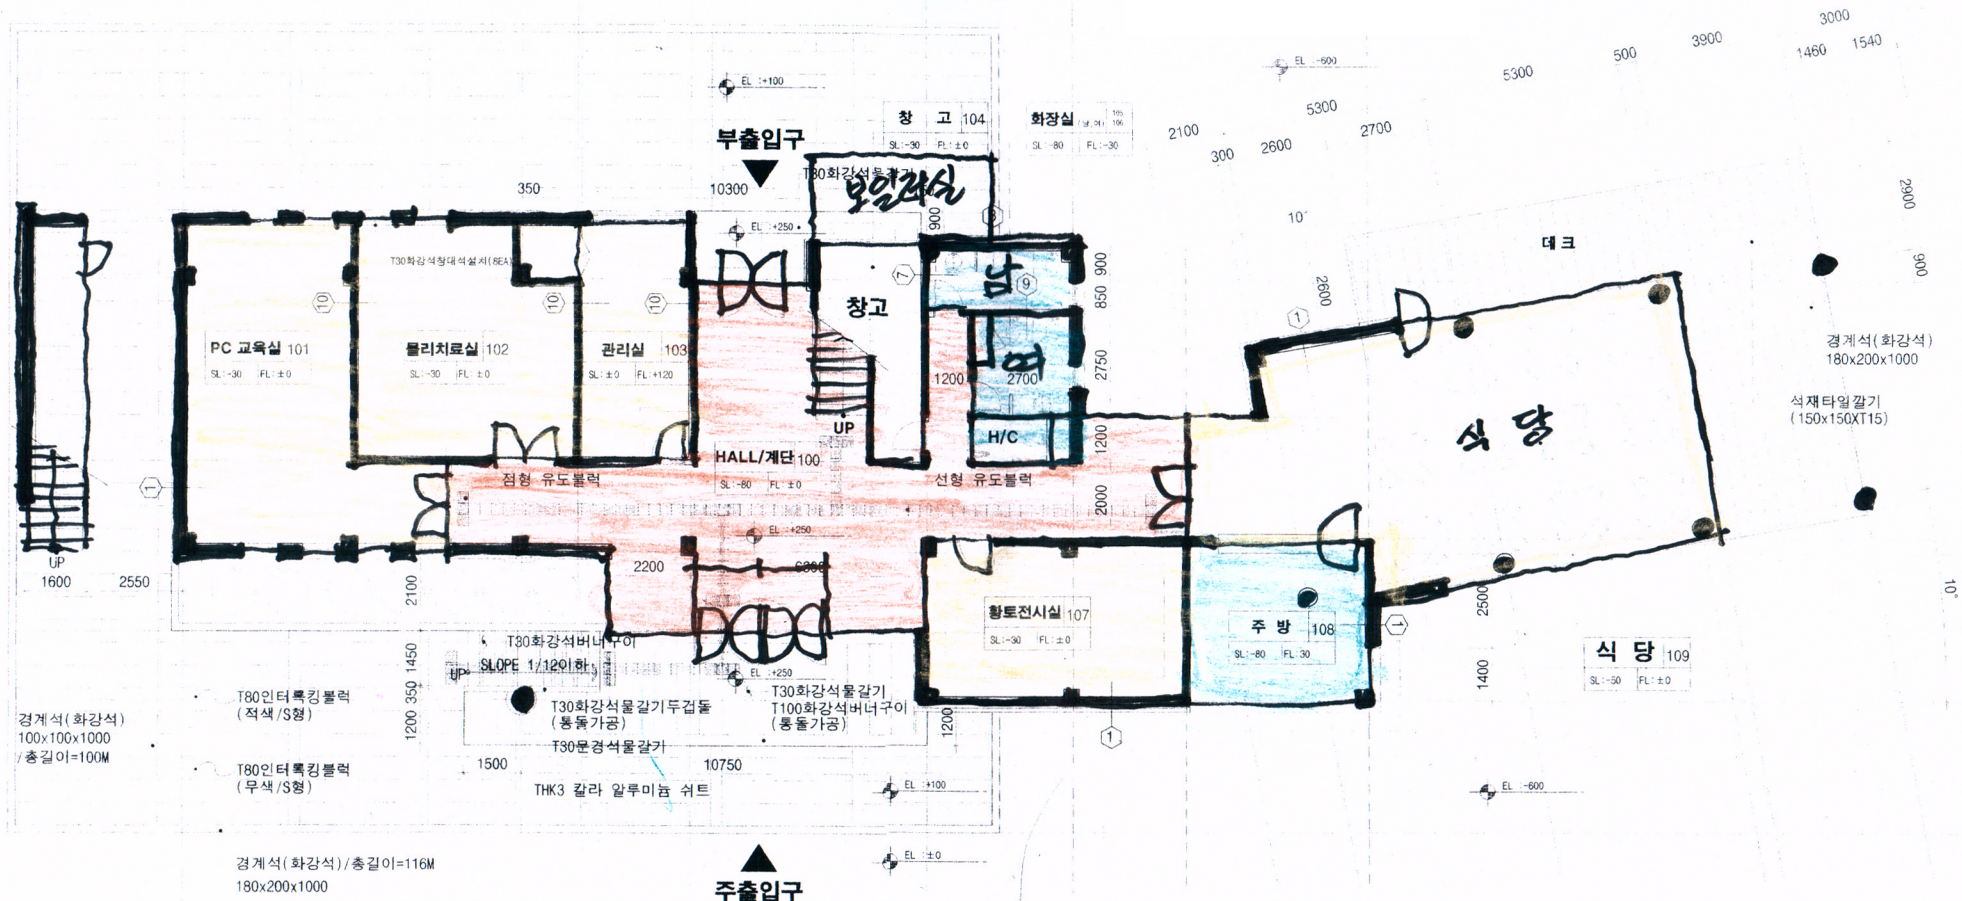 3000
3900
500
1460 1540
5300
EL :-600
EL :+100
5300
창 고 104
SL:-30 FL:±0
화장실 (남,여) 105 106
SL:-80 FL:-30
2100
2700
300 2600
부출입구
350
10300
T30화강석물갈기
보일러실
900
2900
10°
EL :+250
데크
T30화강석창대석설치(8EA)
7
남
9
900
850
2600
1
900
10
10
10
창고
PC 교육실 101
SL:-30 FL:±0
물리치료실 102
SL:-30 FL:±0
관리실 103
SL:±0 FL:+120
여
1200
2700
2750
경계석(화강석)
180x200x1000
석재타일깔기
(150x150XT15)
식당
UP
H/C
1200
HALL/계단 100
SL:-80 FL:±0
점형 유도블럭
선형 유도블럭
1
2000
EL :+250
UP
1600 2550
2200
6300
2100
황토전시실 107
SL:-30 FL:±0
주 방 108
SL:-80 FL:30
2500
1
10°
T30화강석버너구이
SLOPE 1/12이하
UP
EL :+250
1450
350
1200
식 당 109
SL:-50 FL:±0
1400
T80인터록킹블럭
(적색/S형)
T30화강석물갈기두겁돌
(통돌가공)
T30화강석물갈기
T100화강석버너구이
(통돌가공)
경계석(화강석)
100x100x1000
/총길이=100M
1200
1
T30문경석물갈기
T80인터록킹블럭
(무색/S형)
1500
10750
THK3 칼라 알루미늄 쉬트
EL :+100
EL :-600
경계석(화강석)/총길이=116M
180x200x1000
EL :±0
주출입구